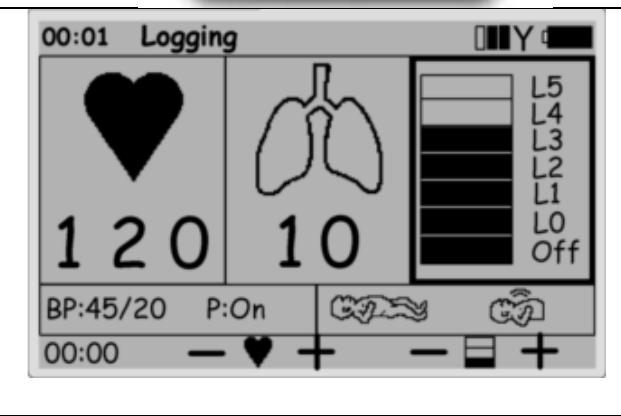 00:01 Logging Y
120
10
L5
L4
L3
L2
L1
L0
Off
BP:45/20 P:On
00:00 – + – +